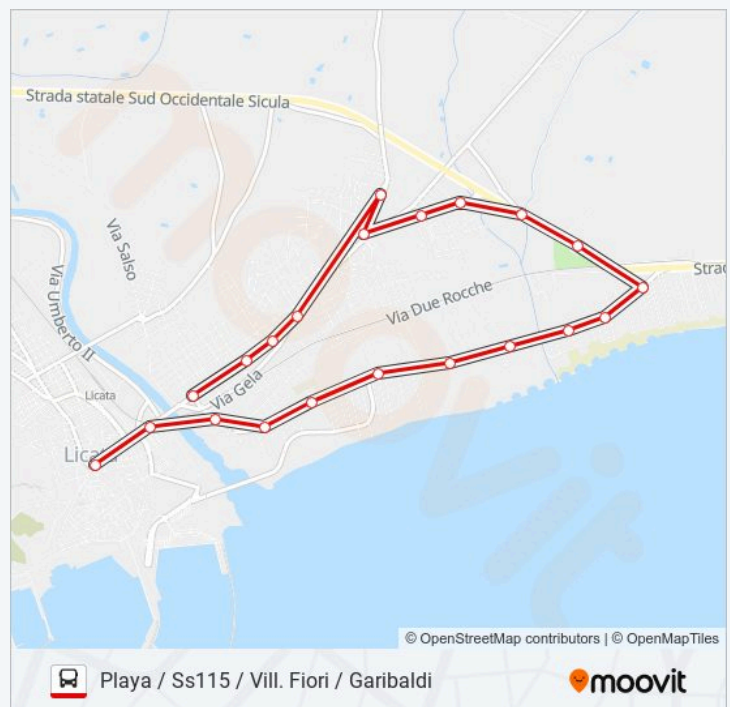 Strada statale Sud Occidentale Sicula
Via Salso
Via Umberto II
Strad
Via Due Rocche
Via Gela
Licata
Licata
moovit
© OpenStreetMap contributors | © OpenMapTiles
Playa / Ss115 / Vill. Fiori / Garibaldi
moovit